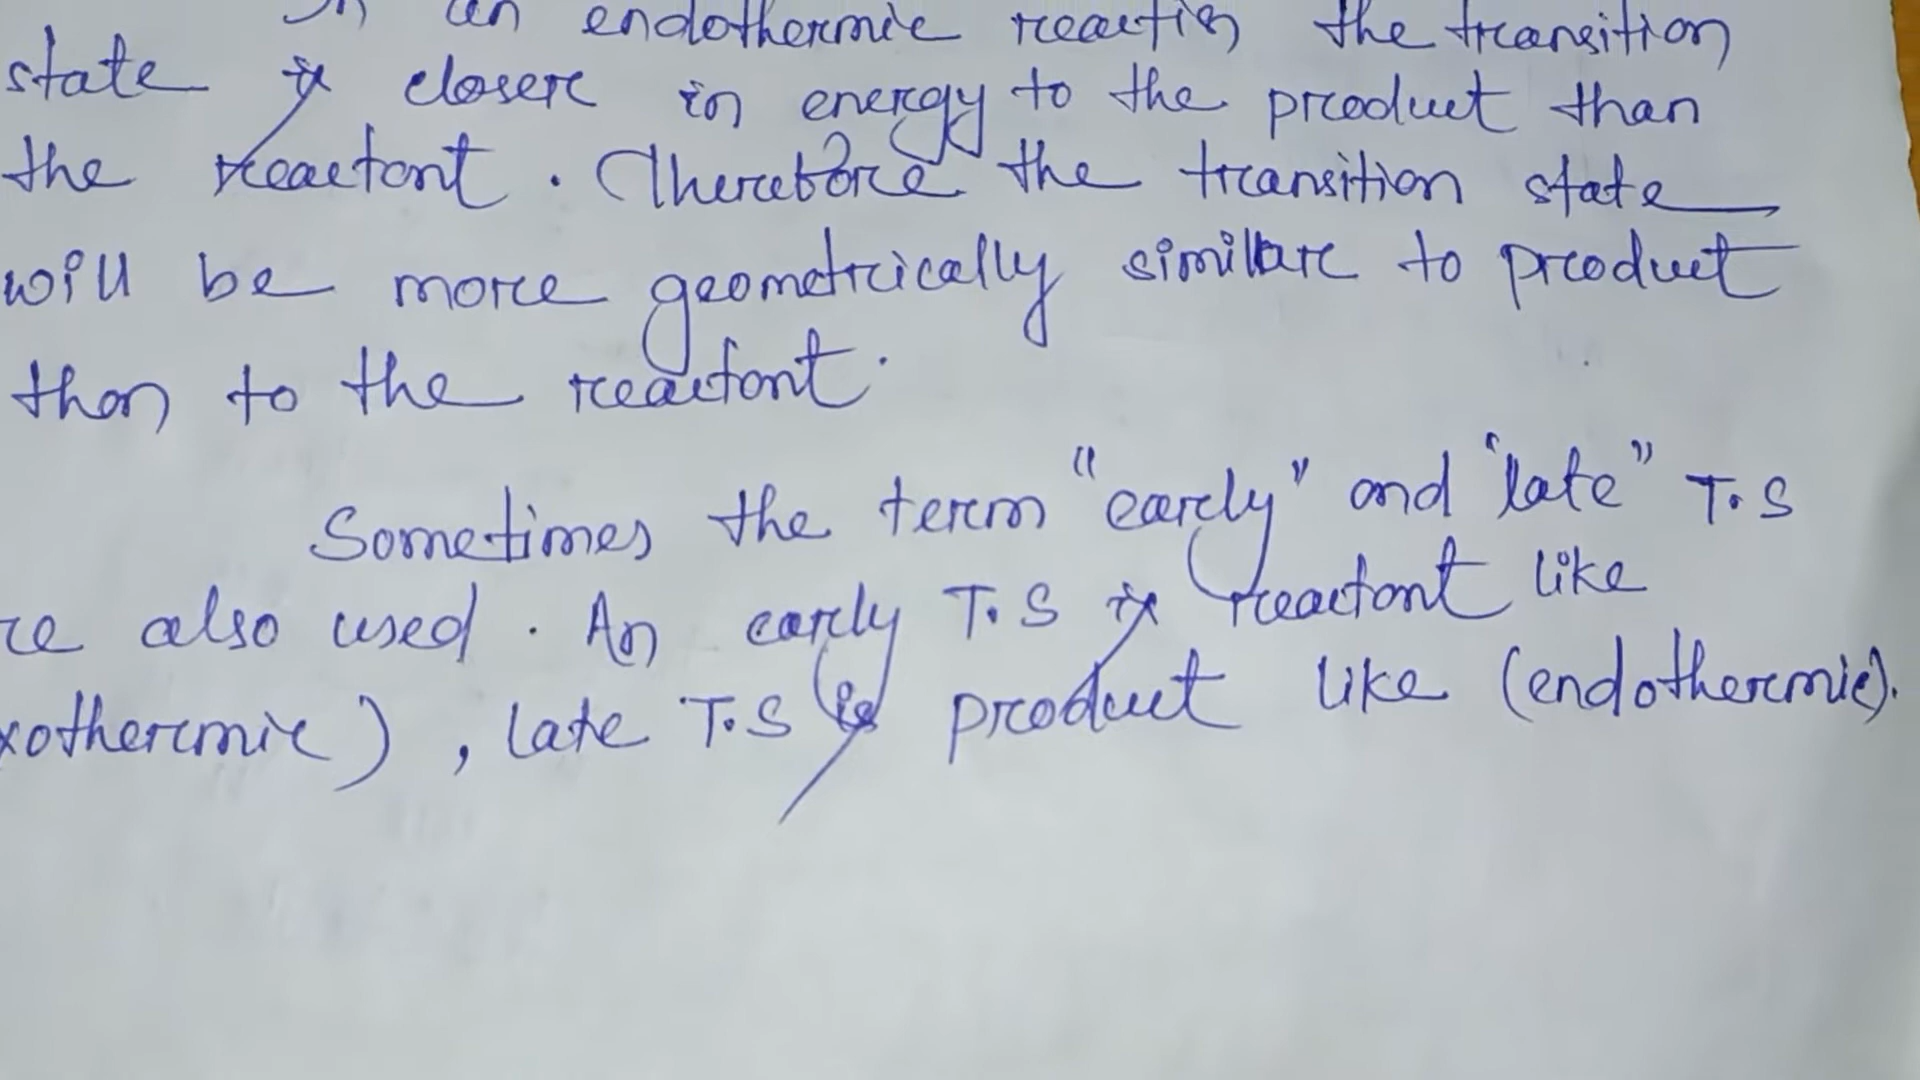 In an endothermic reaction the transition
state is closer in energy to the product than
the reactant. Therefore the transition state
will be more geometrically similar to product
than to the reactant.
Sometimes the term "early" and "late" T.S
re also used. An early T.S is reactant like
xothermic), late T.S is product like (endothermic).